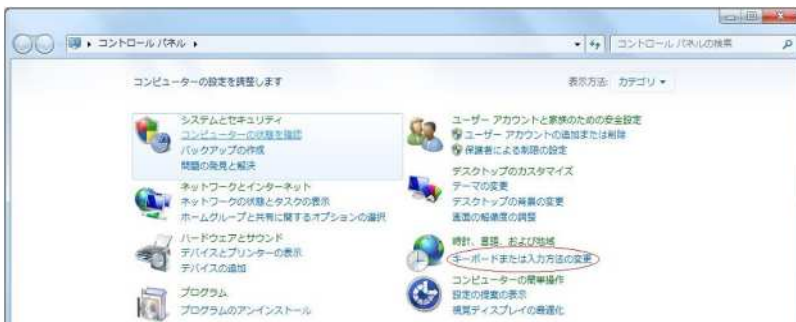 コントロール パネル
コントロール パネルの検索
コンピューターの設定を調整します
表示方法: カテゴリ
システムとセキュリティ
コンピューターの状態を確認
バックアップの作成
問題の発見と解決
ネットワークとインターネット
ネットワークの状態とタスクの表示
ホームグループと共有に関するオプションの選択
ハードウェアとサウンド
デバイスとプリンターの表示
デバイスの追加
プログラム
プログラムのアンインストール
ユーザー アカウントと家族のための安全設定
ユーザー アカウントの追加または削除
保護者による制限の設定
デスクトップのカスタマイズ
テーマの変更
デスクトップの背景の変更
画面の解像度の調整
時計、言語、および地域
キーボードまたは入力方法の変更
コンピューターの簡単操作
設定の提案の表示
視覚ディスプレイの最適化